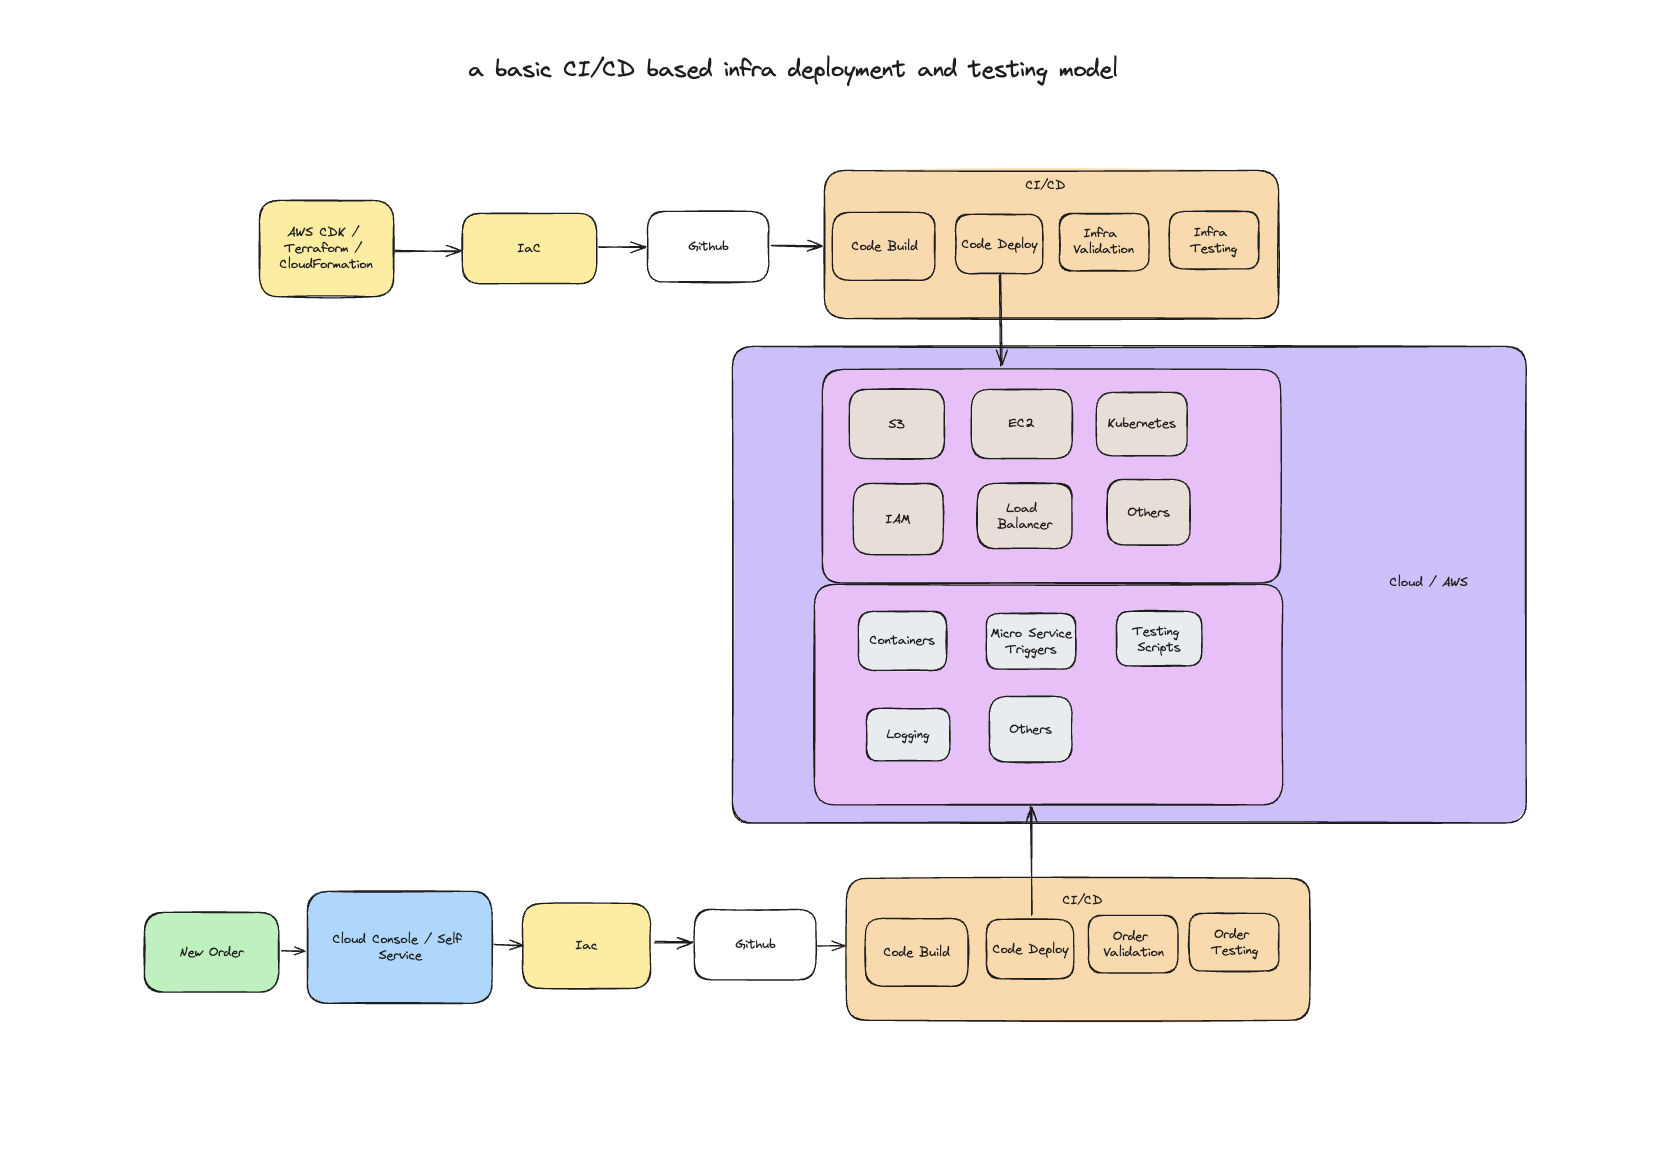 a basic CI/CD based infra deployment and testing model
CI/CD
AWS CDK /
Terraform /
CloudFormation
IaC
Github
Code Build
Code Deploy
Infra
Validation
Infra
Testing
S3
EC2
Kubernetes
IAM
Load
Balancer
Others
Cloud / AWS
Containers
Micro Service
Triggers
Testing
Scripts
Logging
Others
CI/CD
New Order
Cloud Console / Self
Service
Iac
Github
Code Build
Code Deploy
Order
Validation
Order
Testing